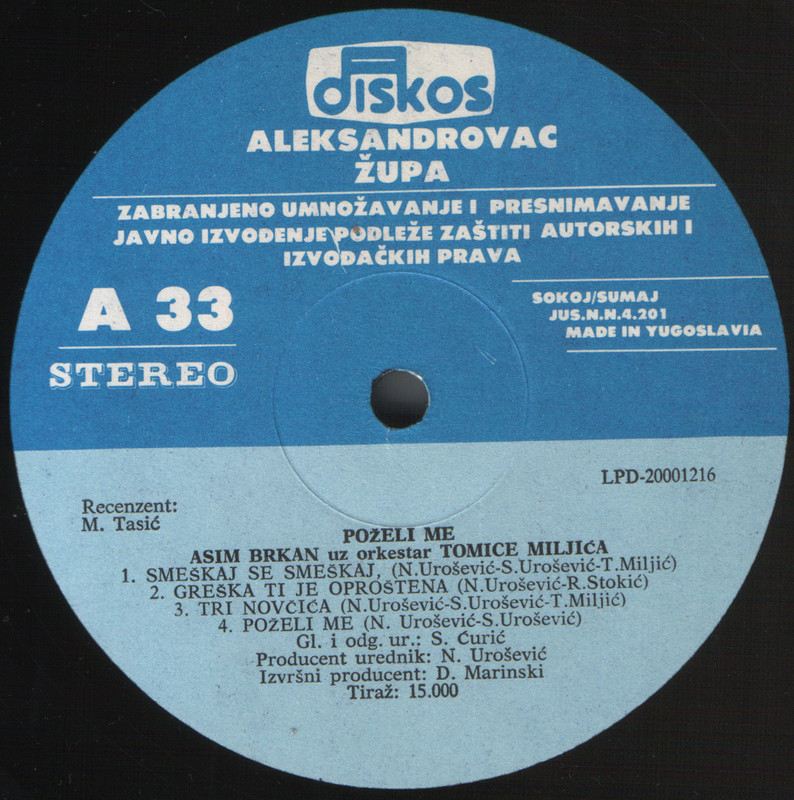 DISKOS
ALEKSANDROVAC
ŽUPA
ZABRANJENO UMNOŽAVANJE I PRESNIMAVANJE
JAVNO IZVOĐENJE PODLEŽE ZAŠTITI AUTORSKIH I
IZVOĐAČKIH PRAVA
A 33
STEREO
SOKOJ/SUMAJ
JUS.N.N.4.201
MADE IN YUGOSLAVIA
LPD-20001216
Recenzent:
M. Tasić
POŽELI ME
ASIM BRKAN uz orkestar TOMICE MILJIĆA
1. SMEŠKAJ SE SMEŠKAJ, (N.Urošević-S.Urošević-T.Miljić)
2. GREŠKA TI JE OPROŠTENA (N.Urošević-R.Stokić)
3. TRI NOVČIĆA (N.Urošević-S.Urošević-T.Miljić)
4. POŽELI ME (N. Urošević-S.Urošević)
Gl. i odg. ur.: S. Ćurić
Producent urednik: N. Urošević
Izvršni producent: D. Marinski
Tiraž: 15.000